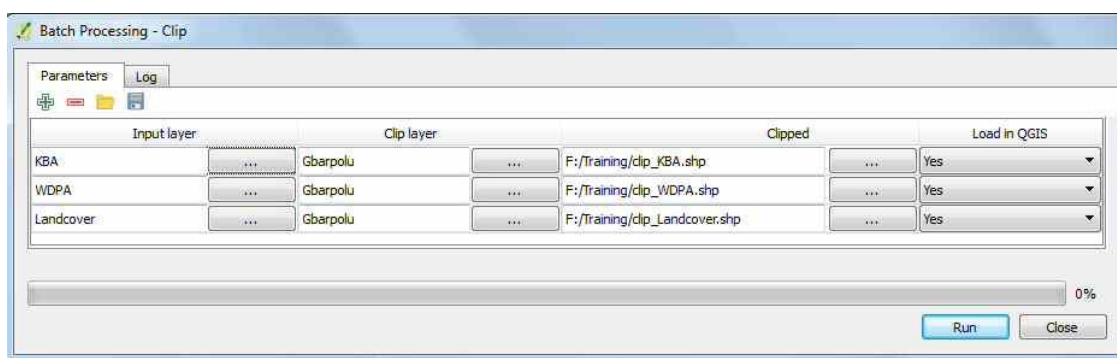 Batch Processing - Clip
Parameters Log
Input layer Clip layer Clipped Load in QGIS
KBA ... Gbarpolu ... F:/Training/clip_KBA.shp ... Yes
WDPA ... Gbarpolu ... F:/Training/clip_WDPA.shp ... Yes
Landcover ... Gbarpolu ... F:/Training/clip_Landcover.shp ... Yes
0%
Run Close